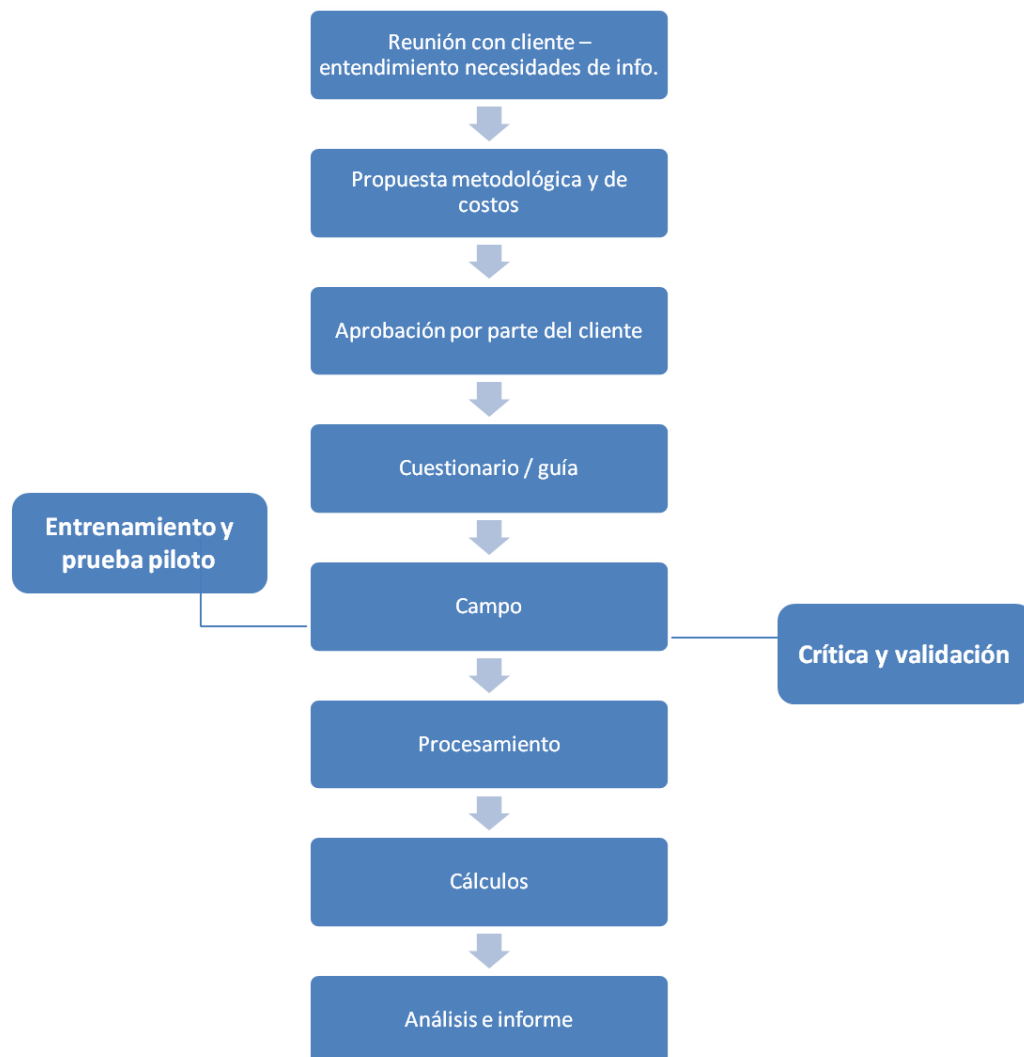 Reunión con cliente –
entendimiento necesidades de info.
Propuesta metodológica y de
costos
Aprobación por parte del cliente
Cuestionario / guía
Entrenamiento y
prueba piloto
Campo
Crítica y validación
Procesamiento
Cálculos
Análisis e informe